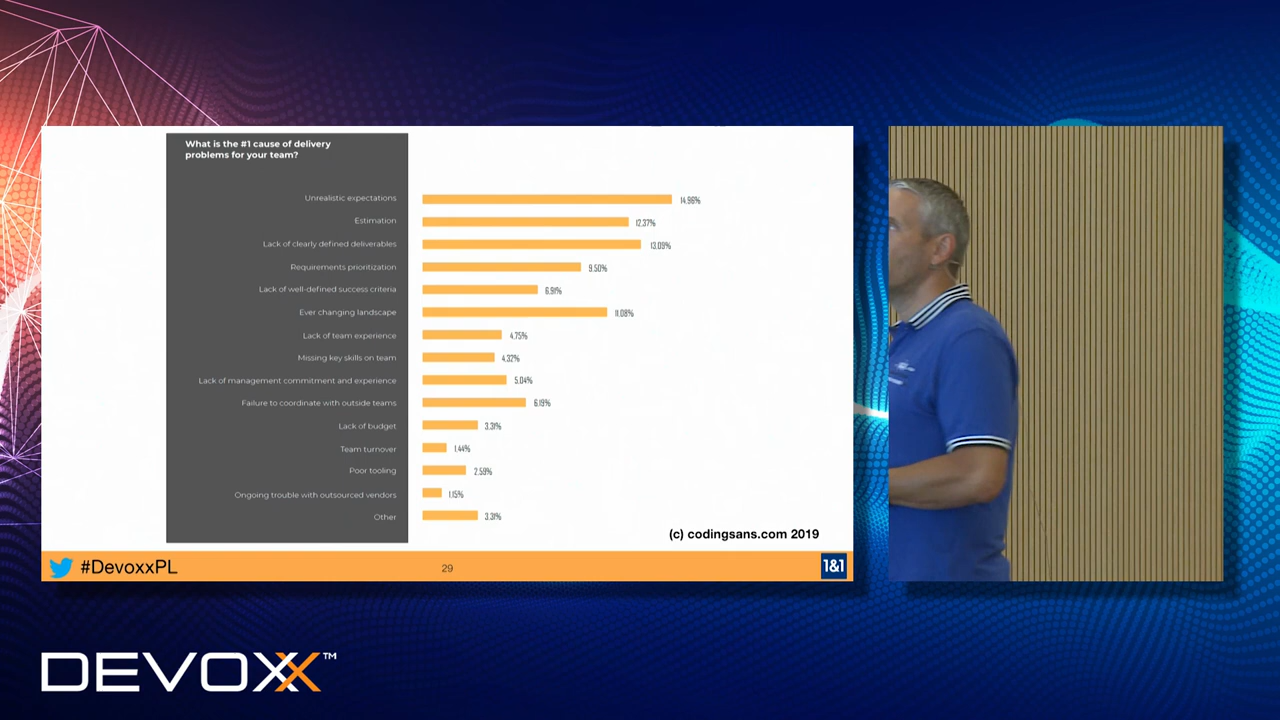 What is the #1 cause of delivery
problems for your team?
Unrealistic expectations 14.96%
Estimation 12.37%
Lack of clearly defined deliverables 13.09%
Requirements prioritization 9.50%
Lack of well-defined success criteria 6.91%
Ever changing landscape 11.08%
Lack of team experience 4.75%
Missing key skills on team 4.32%
Lack of management commitment and experience 5.04%
Failure to coordinate with outside teams 6.19%
Lack of budget 3.31%
Team turnover 1.44%
Poor tooling 2.59%
Ongoing trouble with outsourced vendors 1.15%
Other 3.31%
(c) codingsans.com 2019
#DevoxxPL 29 1&1
DEVOXX™